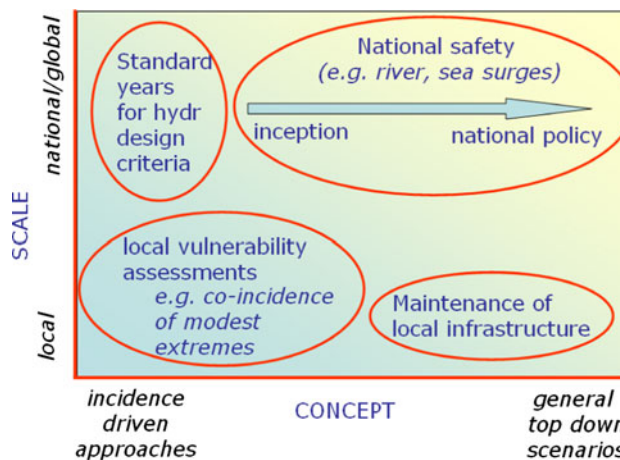 national/global
SCALE
local
Standard
years
for hydr
design
criteria
National safety
(e.g. river, sea surges)
inception
national policy
local vulnerability
assessments
e.g. co-incidence
of modest
extremes
Maintenance of
local infrastructure
incidence
driven
approaches
CONCEPT
general
top down
scenarios